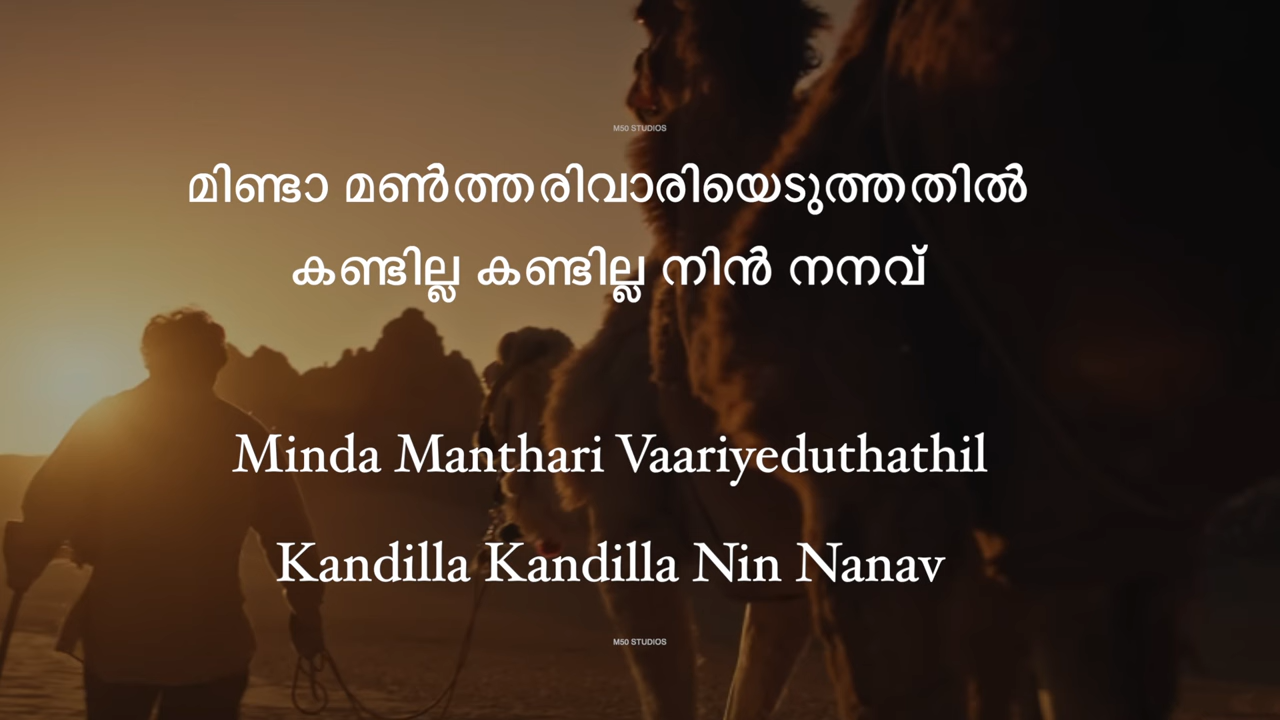 M50 STUDIOS
മിണ്ടാ മൺത്തരിവാരിയെടുത്തതിൽ
കണ്ടില്ല കണ്ടില്ല നിൻ നനവ്
Minda Manthari Vaariyeduthathil
Kandilla Kandilla Nin Nanav
M50 STUDIOS